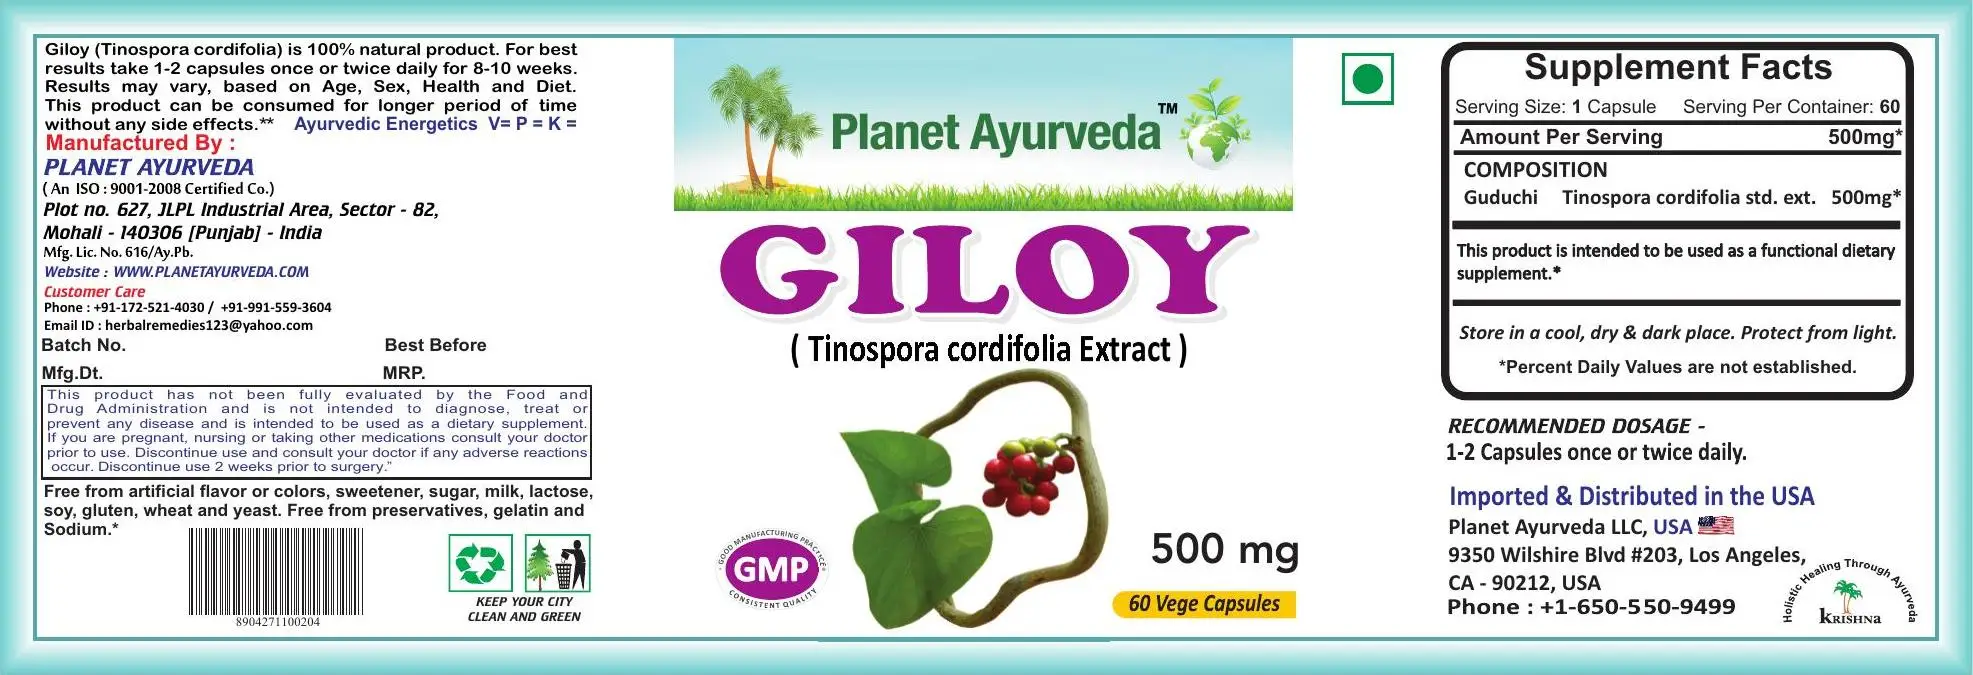 Giloy (Tinospora cordifolia) is 100% natural product. For best
results take 1-2 capsules once or twice daily for 8-10 weeks.
Results may vary, based on Age, Sex, Health and Diet.
This product can be consumed for longer period of time
without any side effects.** Ayurvedic Energetics V= P = K =
Manufactured By :
PLANET AYURVEDA
( An ISO : 9001-2008 Certified Co.)
Plot no. 627, JLPL Industrial Area, Sector - 82,
Mohali - 140306 [Punjab] - India
Mfg. Lic. No. 616/Ay.Pb.
Website : WWW.PLANETAYURVEDA.COM
Customer Care
Phone : +91-172-521-4030 / +91-991-559-3604
Email ID : herbalremedies123@yahoo.com
Batch No. Best Before
Mfg.Dt. MRP.
This product has not been fully evaluated by the Food and
Drug Administration and is not intended to diagnose, treat or
prevent any disease and is intended to be used as a dietary supplement.
If you are pregnant, nursing or taking other medications consult your doctor
prior to use. Discontinue use and consult your doctor if any adverse reactions
occur. Discontinue use 2 weeks prior to surgery.”
Free from artificial flavor or colors, sweetener, sugar, milk, lactose,
soy, gluten, wheat and yeast. Free from preservatives, gelatin and
Sodium.*
8904271100204
KEEP YOUR CITY
CLEAN AND GREEN
Planet Ayurveda™
GILOY
( Tinospora cordifolia Extract )
GOOD MANUFACTURING PRACTICE
GMP
CONSISTENT QUALITY
500 mg
60 Vege Capsules
Supplement Facts
Serving Size: 1 Capsule Serving Per Container: 60
Amount Per Serving 500mg*
COMPOSITION
Guduchi Tinospora cordifolia std. ext. 500mg*
This product is intended to be used as a functional dietary
supplement.*
Store in a cool, dry & dark place. Protect from light.
*Percent Daily Values are not established.
RECOMMENDED DOSAGE -
1-2 Capsules once or twice daily.
Imported & Distributed in the USA
Planet Ayurveda LLC, USA
9350 Wilshire Blvd #203, Los Angeles,
CA - 90212, USA
Phone : +1-650-550-9499
Holistic Healing Through Ayurveda
KRISHNA